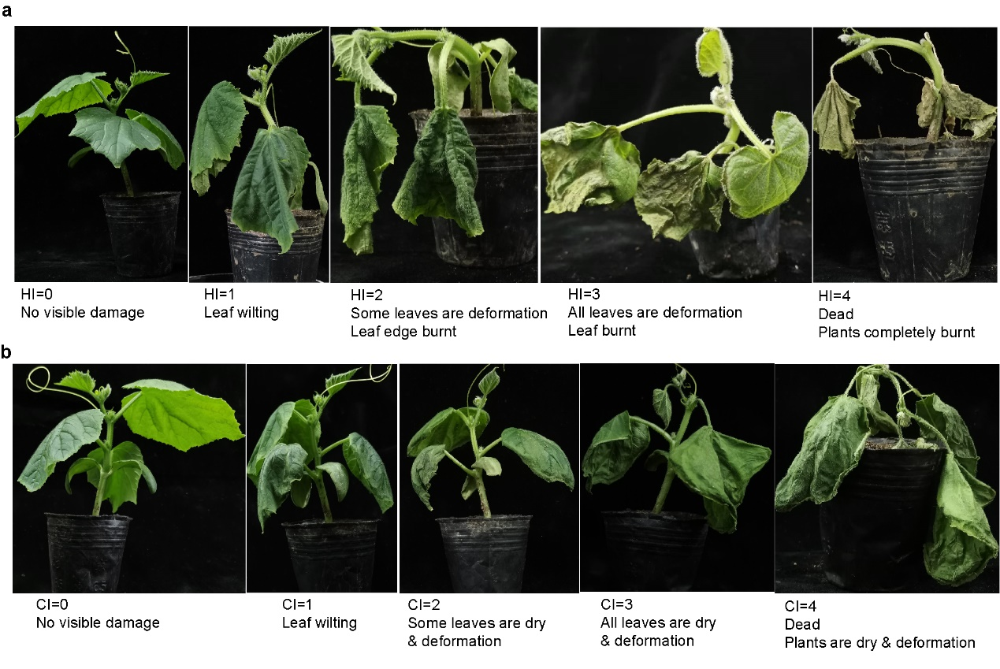 a
HI=0
No visible damage
HI=1
Leaf wilting
HI=2
Some leaves are deformation
Leaf edge burnt
HI=3
All leaves are deformation
Leaf burnt
HI=4
Dead
Plants completely burnt
b
CI=0
No visible damage
CI=1
Leaf wilting
CI=2
Some leaves are dry
& deformation
CI=3
All leaves are dry
& deformation
CI=4
Dead
Plants are dry & deformation